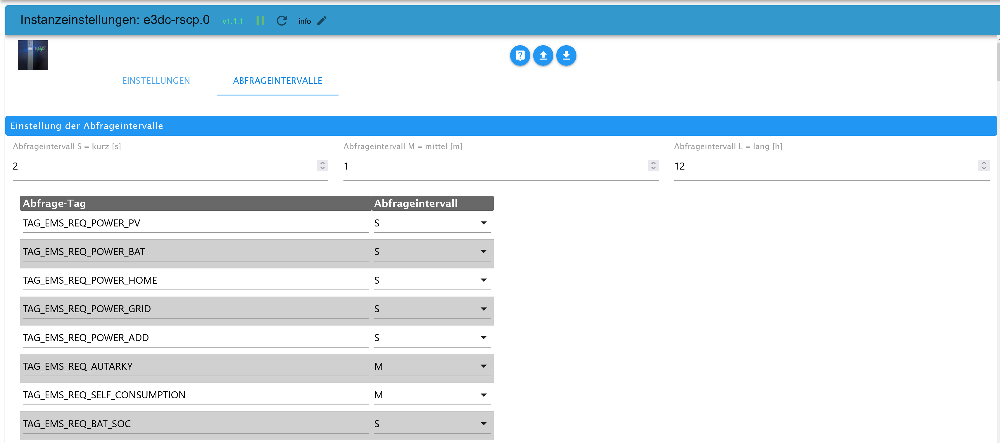 Instanzeinstellungen: e3dc-rscp.0 v1.1.1 info
E3DC
EINSTELLUNGEN ABFRAGEINTERVALLE
Einstellung der Abfrageintervalle
Abfrageintervall S = kurz [s] Abfrageintervall M = mittel [m] Abfrageintervall L = lang [h]
2 1 12
Abfrage-Tag Abfrageintervall
TAG_EMS_REQ_POWER_PV S
TAG_EMS_REQ_POWER_BAT S
TAG_EMS_REQ_POWER_HOME S
TAG_EMS_REQ_POWER_GRID S
TAG_EMS_REQ_POWER_ADD S
TAG_EMS_REQ_AUTARKY M
TAG_EMS_REQ_SELF_CONSUMPTION M
TAG_EMS_REQ_BAT_SOC S